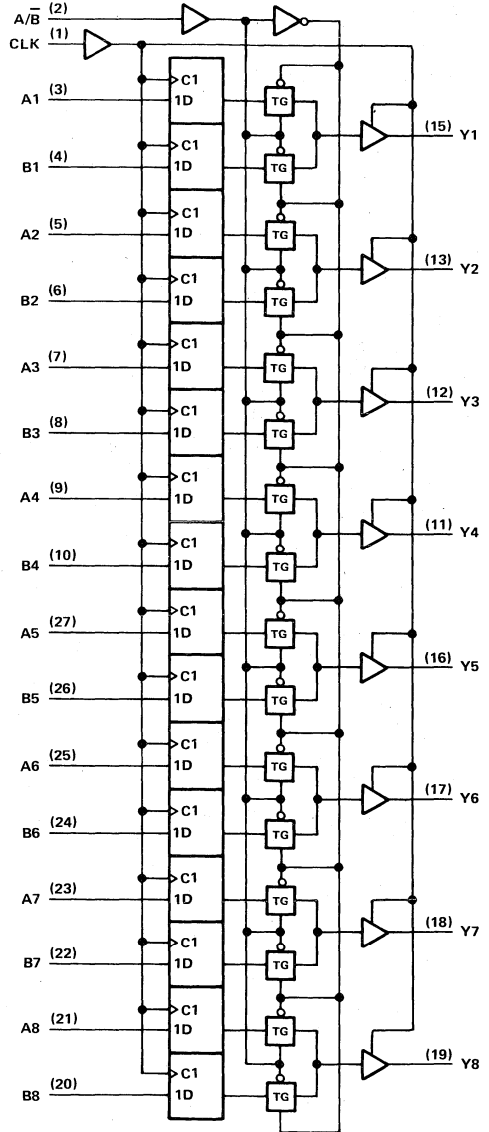 A/B̅ (2)
CLK (1)
C1
A1 (3) 1D TG
(15) Y1
C1
B1 (4) 1D TG
C1
A2 (5) 1D TG
(13) Y2
C1
B2 (6) 1D TG
C1
A3 (7) 1D TG
(12) Y3
C1
B3 (8) 1D TG
C1
A4 (9) 1D TG
(11) Y4
C1
B4 (10) 1D TG
C1
A5 (27) 1D TG
(16) Y5
C1
B5 (26) 1D TG
C1
A6 (25) 1D TG
(17) Y6
C1
B6 (24) 1D TG
C1
A7 (23) 1D TG
(18) Y7
C1
B7 (22) 1D TG
C1
A8 (21) 1D TG
(19) Y8
C1
B8 (20) 1D TG